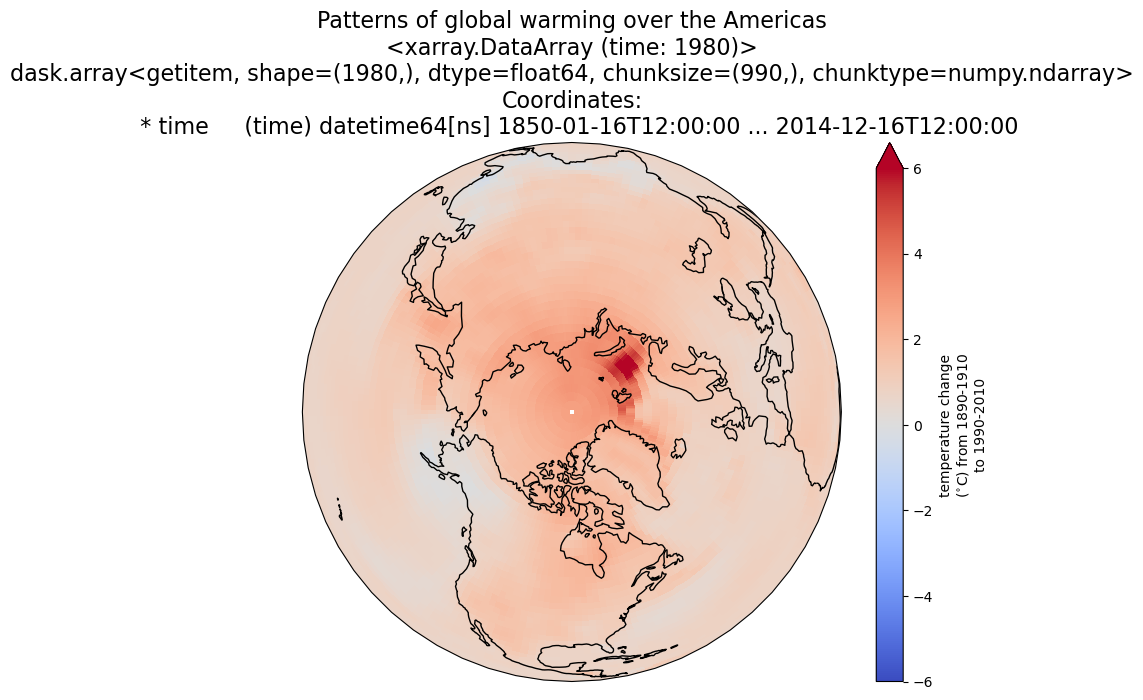 Patterns of global warming over the Americas
<xarray.DataArray (time: 1980)>
dask.array<getitem, shape=(1980,), dtype=float64, chunksize=(990,), chunktype=numpy.ndarray>
Coordinates:
* time     (time) datetime64[ns] 1850-01-16T12:00:00 ... 2014-12-16T12:00:00
6
4
2
0
−2
−4
−6
temperature change
(°C) from 1890-1910
to 1990-2010